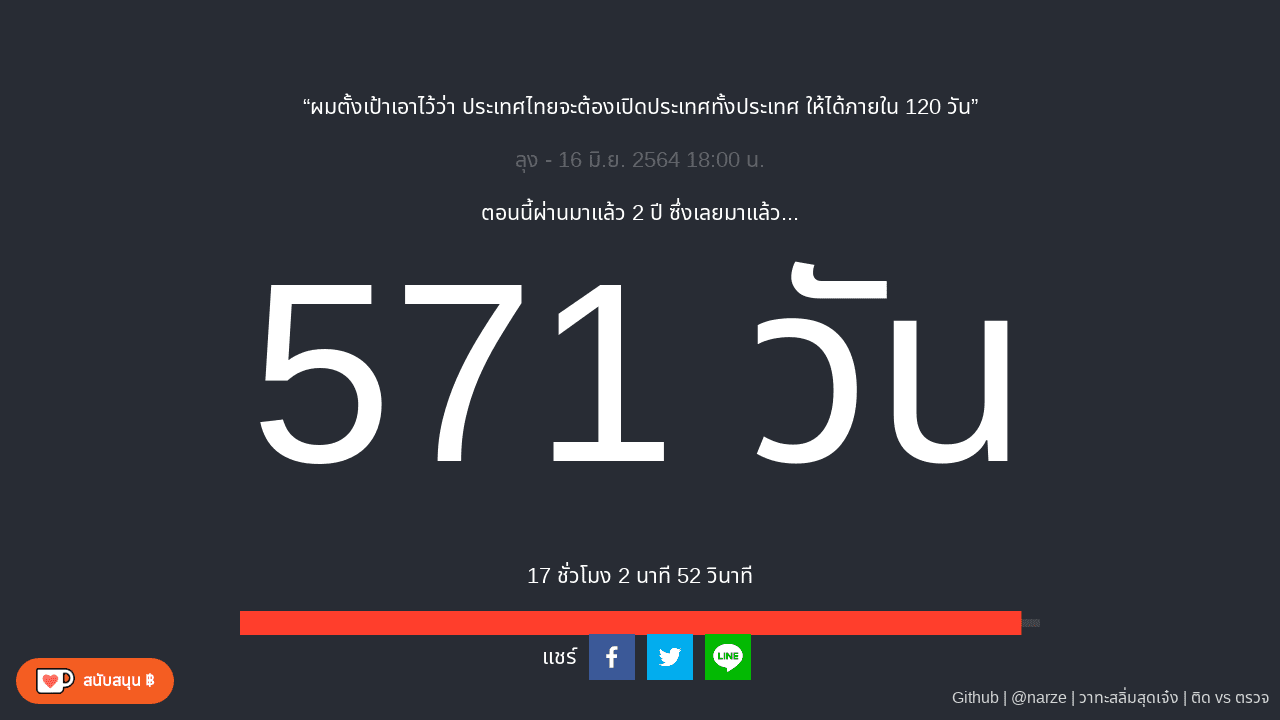 “ผมตั้งเป้าเอาไว้ว่า ประเทศไทยจะต้องเปิดประเทศทั้งประเทศ ให้ได้ภายใน 120 วัน”
ลุง - 16 มิ.ย. 2564 18:00 น.
ตอนนี้ผ่านมาแล้ว 2 ปี ซึ่งเลยมาแล้ว...
571 วัน
17 ชั่วโมง 2 นาที 52 วินาที
แชร์
LINE
สนับสนุน ฿
Github | @narze | วาทะสลิ่มสุดเจ๋ง | ติด vs ตรวจ